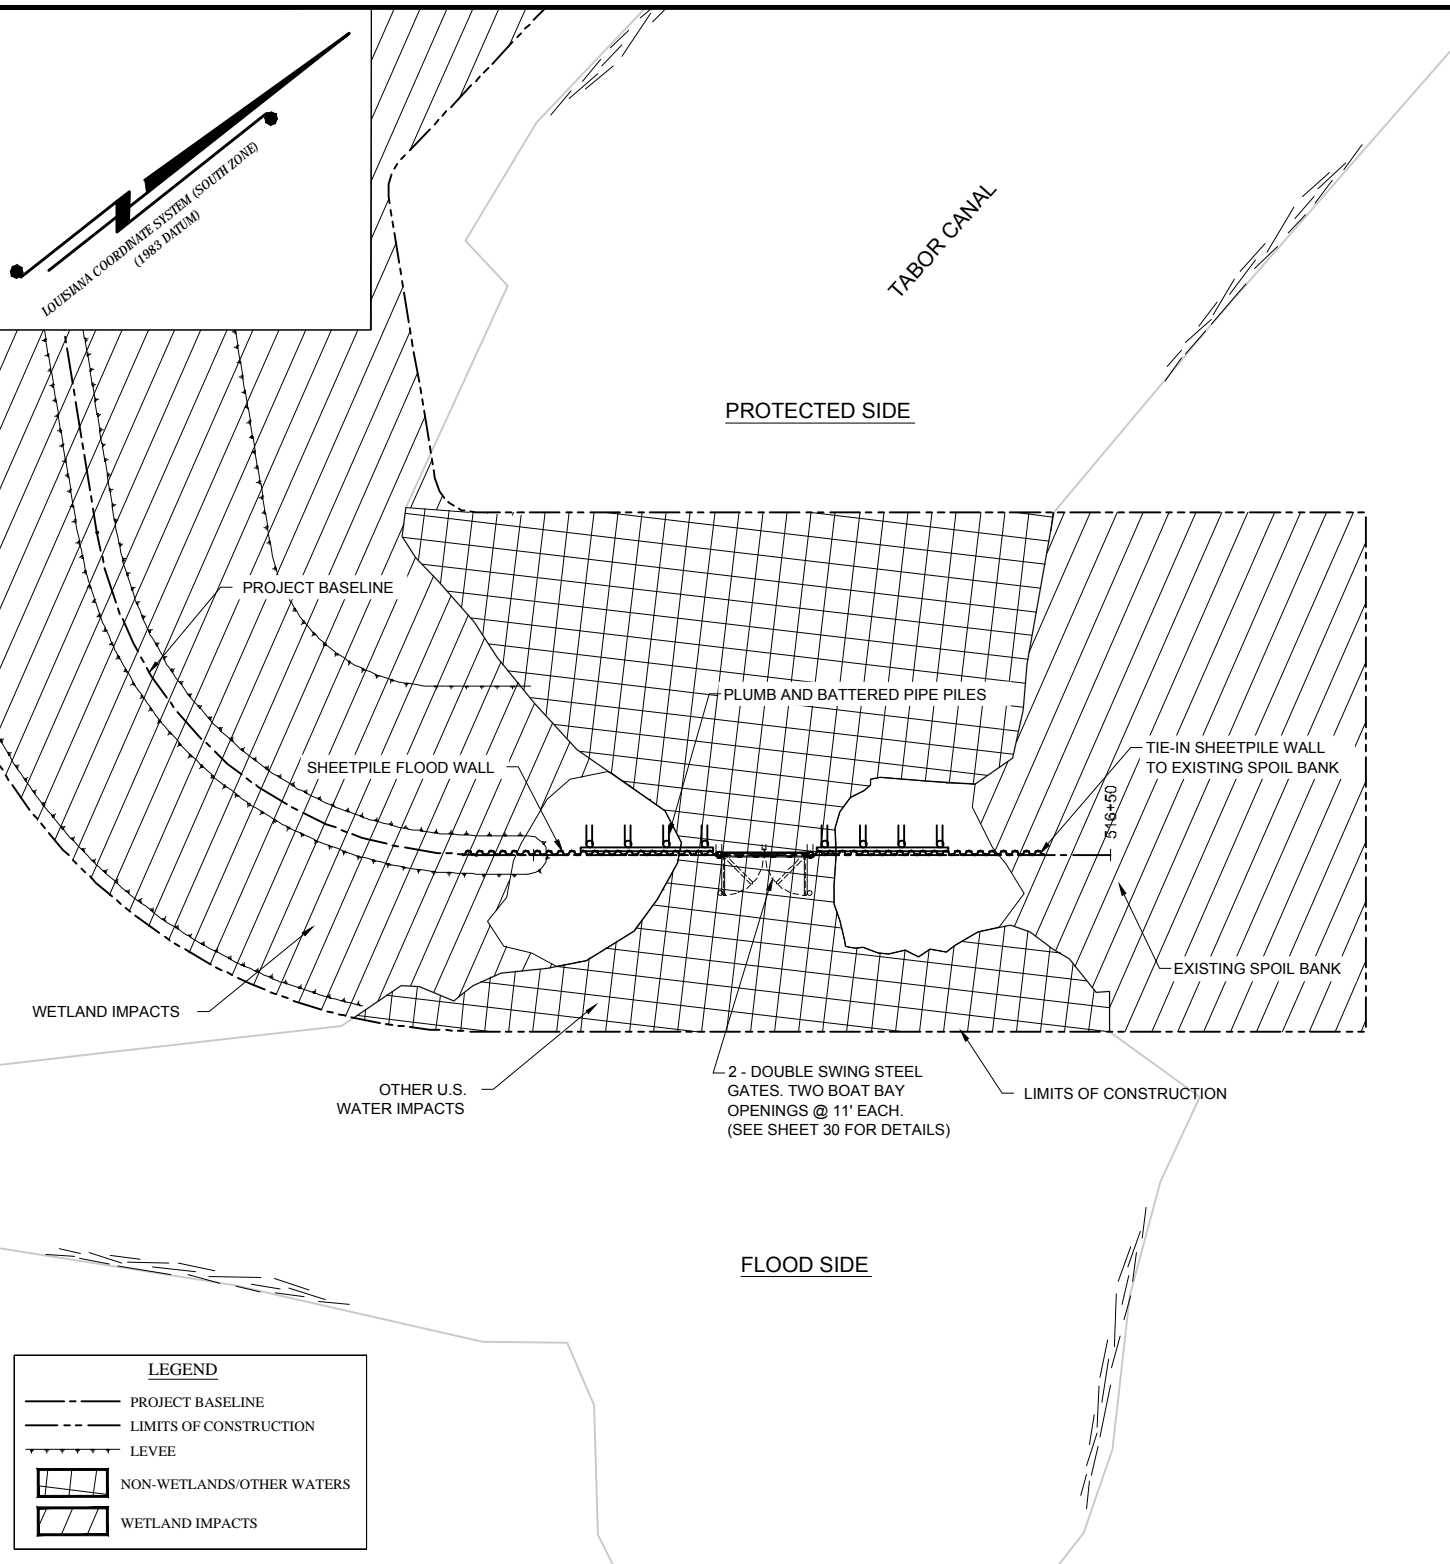 LOUISIANA COORDINATE SYSTEM (SOUTH ZONE)
(1983 DATUM)
TABOR CANAL
PROTECTED SIDE
PROJECT BASELINE
PLUMB AND BATTERED PIPE PILES
SHEETPILE FLOOD WALL
TIE-IN SHEETPILE WALL
TO EXISTING SPOIL BANK
516+50
EXISTING SPOIL BANK
WETLAND IMPACTS
OTHER U.S.
WATER IMPACTS
2 - DOUBLE SWING STEEL
GATES. TWO BOAT BAY
OPENINGS @ 11' EACH.
(SEE SHEET 30 FOR DETAILS)
LIMITS OF CONSTRUCTION
FLOOD SIDE
LEGEND
PROJECT BASELINE
LIMITS OF CONSTRUCTION
LEVEE
NON-WETLANDS/OTHER WATERS
WETLAND IMPACTS